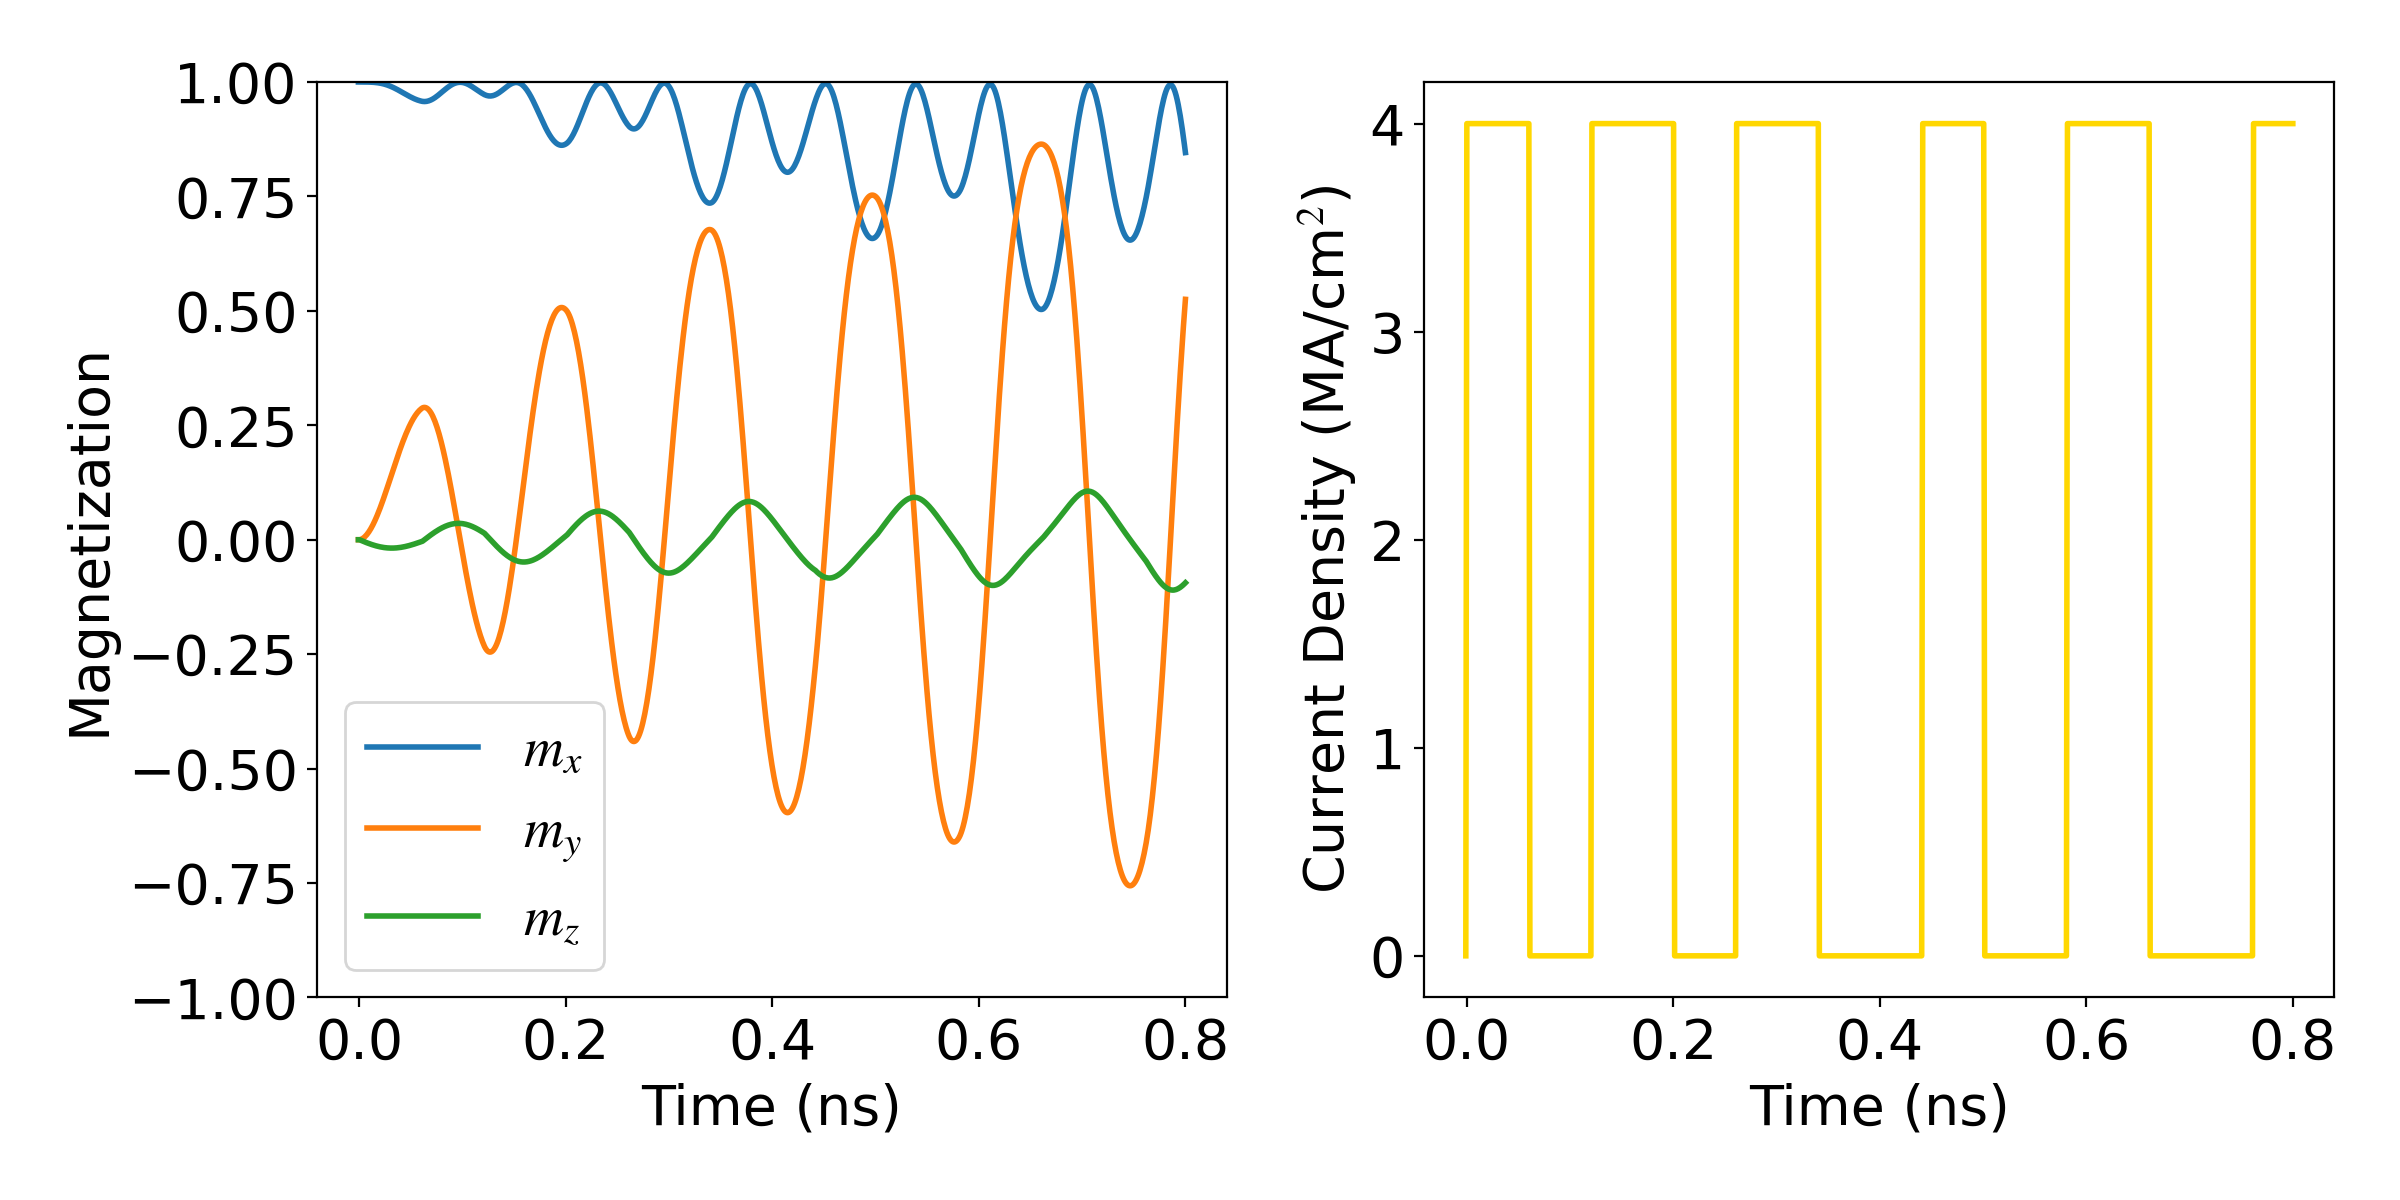 1.00
0.75
0.50
0.25
0.00
−0.25
−0.50
−0.75
−1.00
Magnetization
m_x
m_y
m_z
0.0 0.2 0.4 0.6 0.8
Time (ns)
4
3
2
1
0
Current Density (MA/cm²)
0.0 0.2 0.4 0.6 0.8
Time (ns)